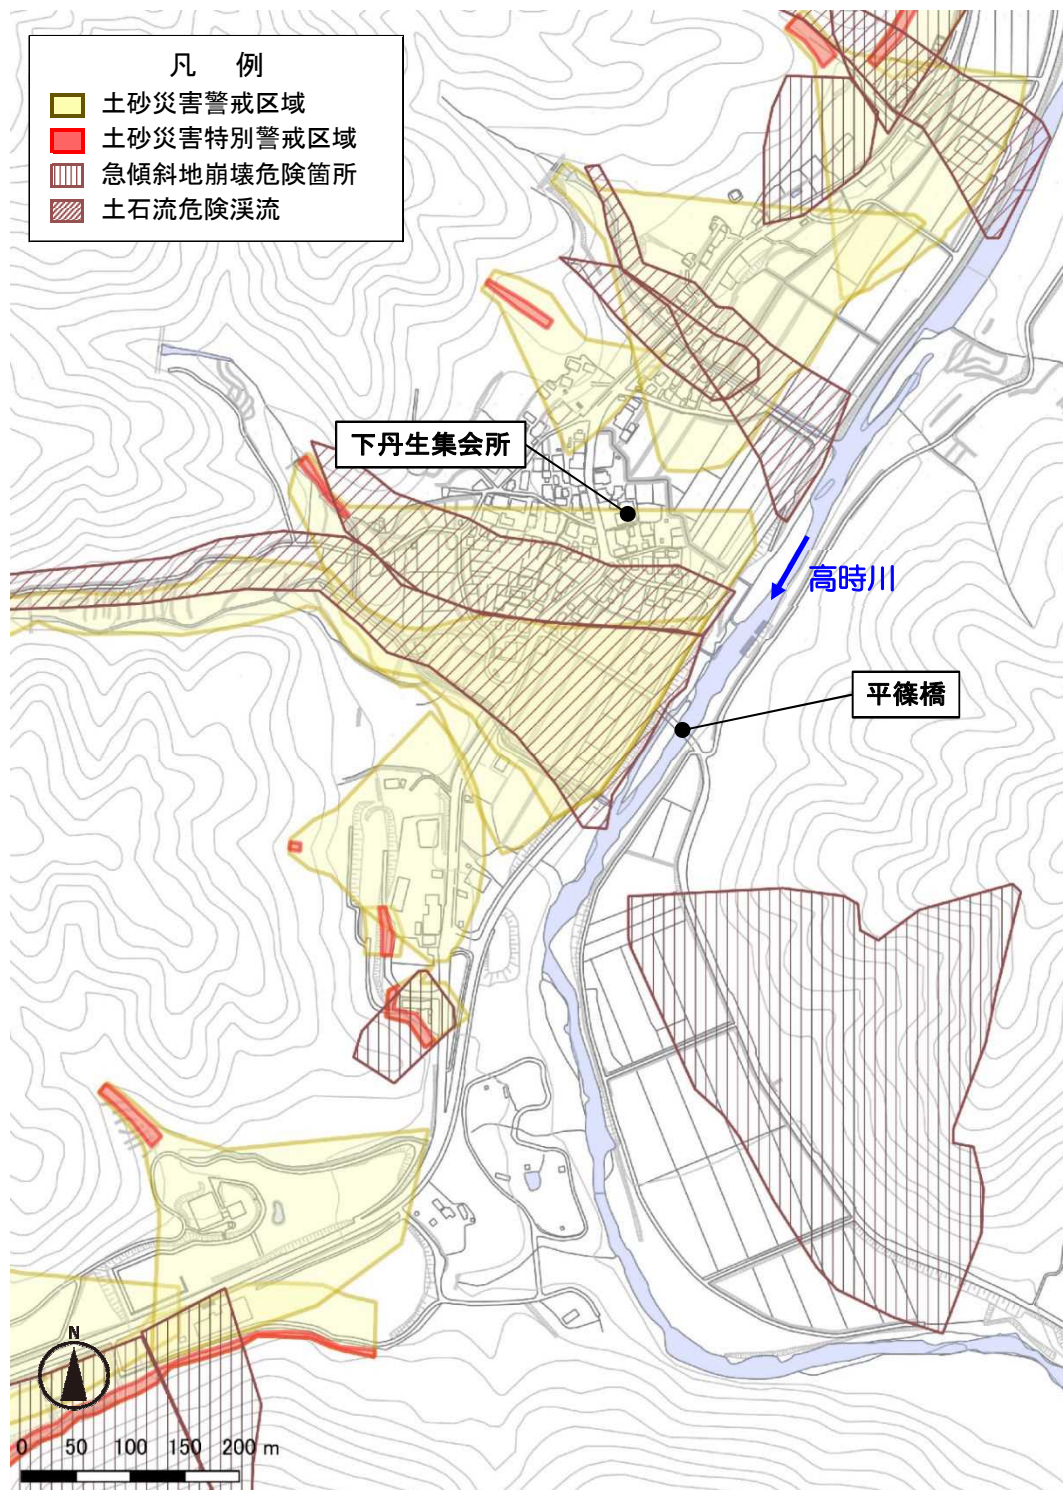 凡 例
土砂災害警戒区域
土砂災害特別警戒区域
急傾斜地崩壊危険箇所
土石流危険渓流
下丹生集会所
高時川
平篠橋
N
0 50 100 150 200 m